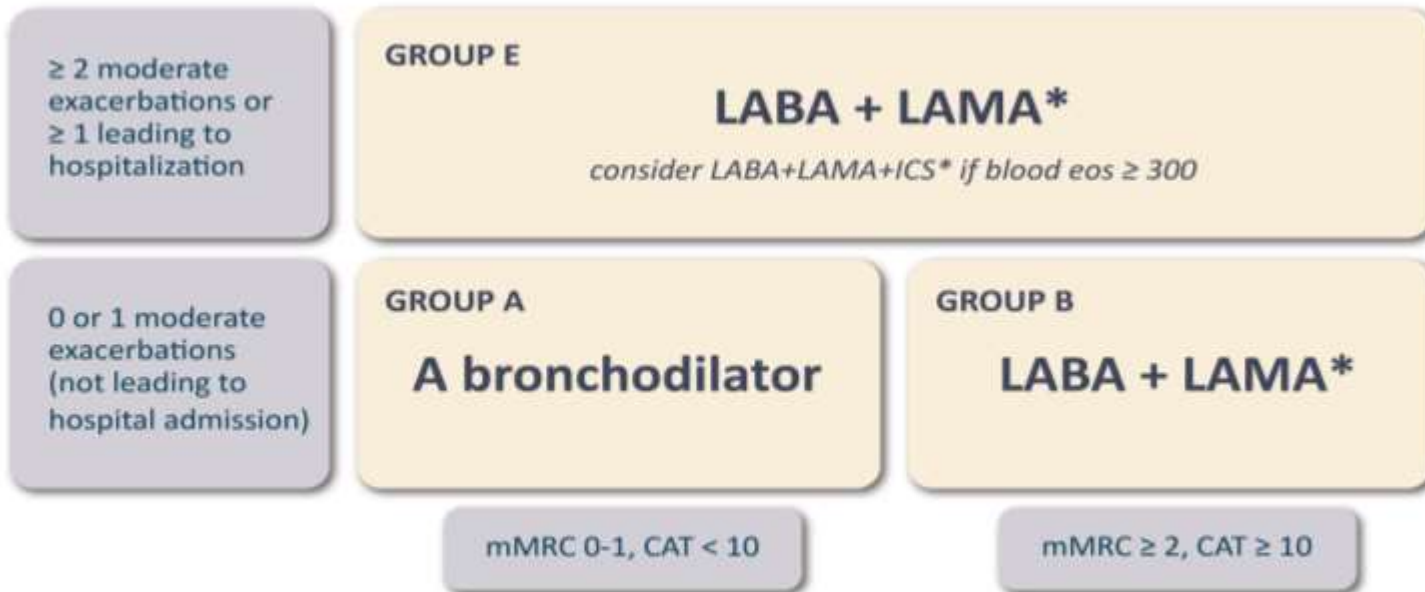 ≥ 2 moderate
exacerbations or
≥ 1 leading to
hospitalization
GROUP E
LABA + LAMA*
consider LABA+LAMA+ICS* if blood eos ≥ 300
0 or 1 moderate
exacerbations
(not leading to
hospital admission)
GROUP A
A bronchodilator
GROUP B
LABA + LAMA*
mMRC 0-1, CAT < 10
mMRC ≥ 2, CAT ≥ 10